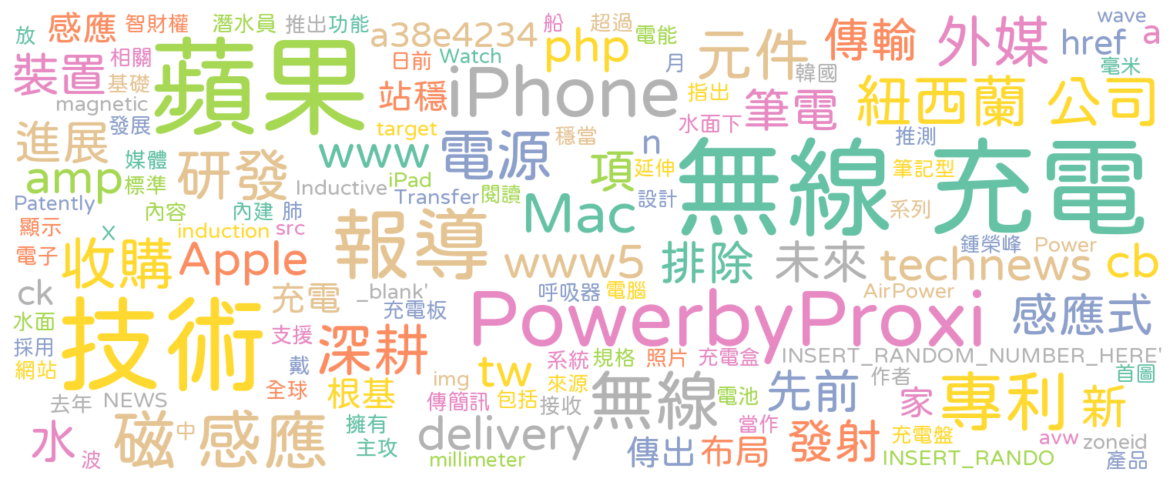 放 感應 智財權 潛水員 推出 功能 a38e4234 船 超過 電能 元件 傳輸 外媒 wave a
裝置 相關 蘋果 日前 Watch php 月 韓國 href 毫米
基礎 magnetic 站穩 iPhone 指出 筆電 紐西蘭 公司
進展 發展 target 電源 穩當 n 水面下 無線充電 推測
媒體 研發 www 項 延伸 筆記型
amp 標準 Inductive iPad Transfer 閱讀 Mac 設計 系列
Patently 內容 內建 肺 報導
顯示 X induction src 鍾榮峰 Power
電子 收購 Apple www5 排除 未來 technews cb
ck 充電 _blank' 呼吸器 電腦 AirPower 感應式
水面 技術 支援 充電板 PowerbyProxi
採用 深耕 系統 規格 照片 充電盒 INSERT_RANDOM_NUMBER_HERE'
網站 戴 img tw 來源 無線 先前 作者 專利 首圖
去年 NEWS 全球 根基 傳簡訊 包括 接收 電池 家 新
水 磁感應 中 擁有 delivery 當作 發射 充電盤 avw zoneid
波 主攻 millimeter 傳出 布局 INSERT_RANDO 產品